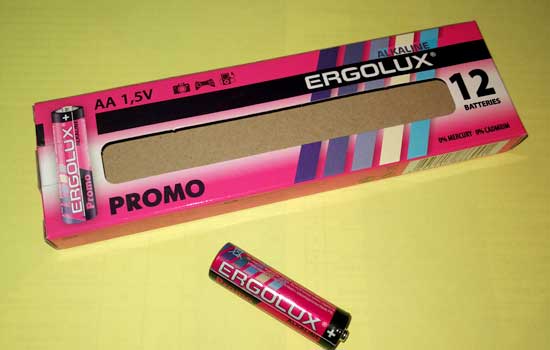 ALKALINE
ERGOLUX®
AA 1,5V
12
BATTERIES
0% MERCURY 0% CADMIUM
ERGOLUX
Promo
PROMO
ERGOLUX